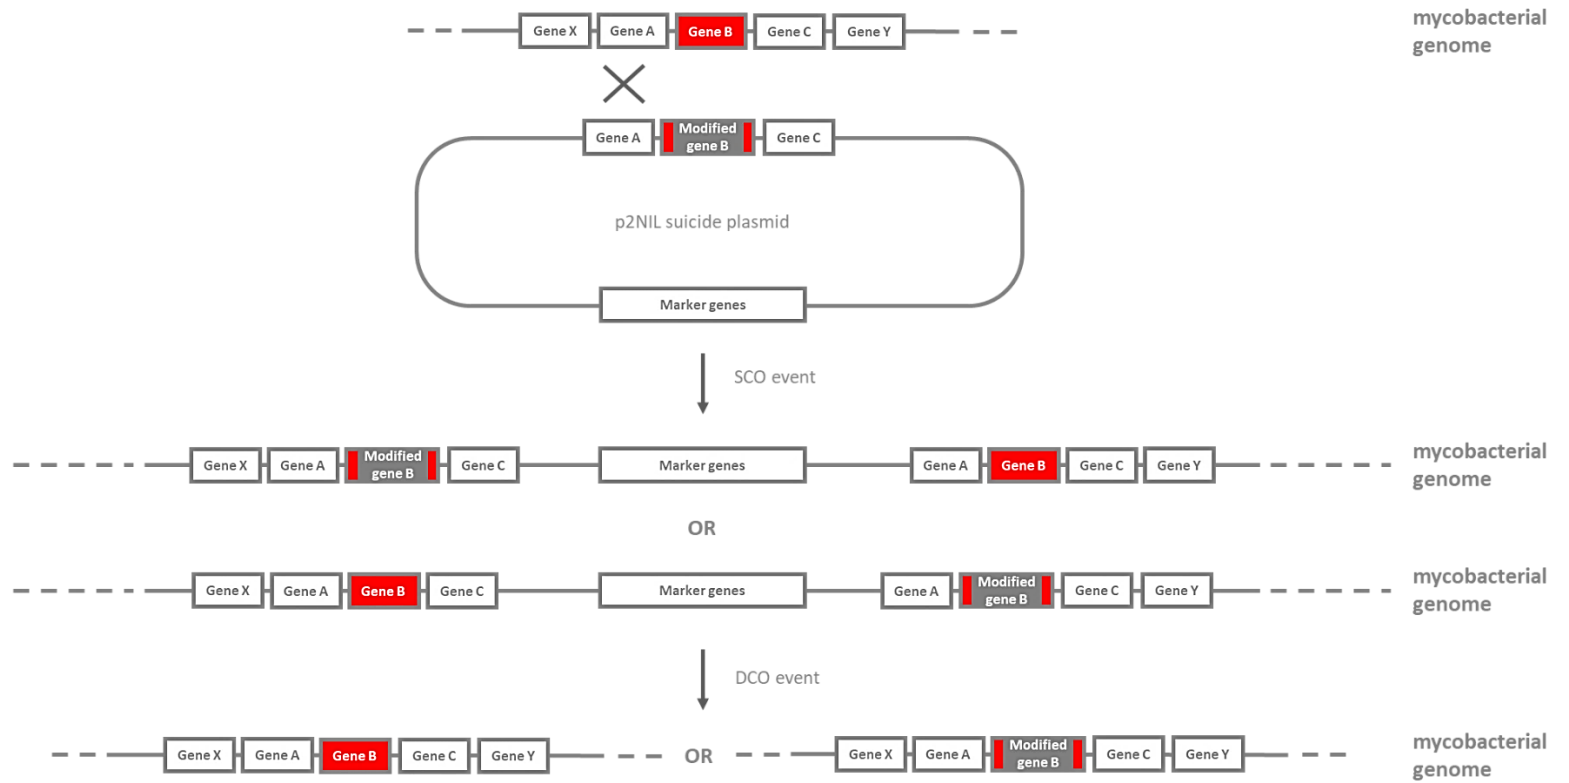 Gene X Gene A Gene B Gene C Gene Y
mycobacterial
genome
Gene A Modified
gene B Gene C
p2NIL suicide plasmid
Marker genes
SCO event
Gene X Gene A Modified
gene B Gene C Marker genes Gene A Gene B Gene C Gene Y
mycobacterial
genome
OR
Gene X Gene A Gene B Gene C Marker genes Gene A Modified
gene B Gene C Gene Y
mycobacterial
genome
DCO event
Gene X Gene A Gene B Gene C Gene Y OR Gene X Gene A Modified
gene B Gene C Gene Y
mycobacterial
genome